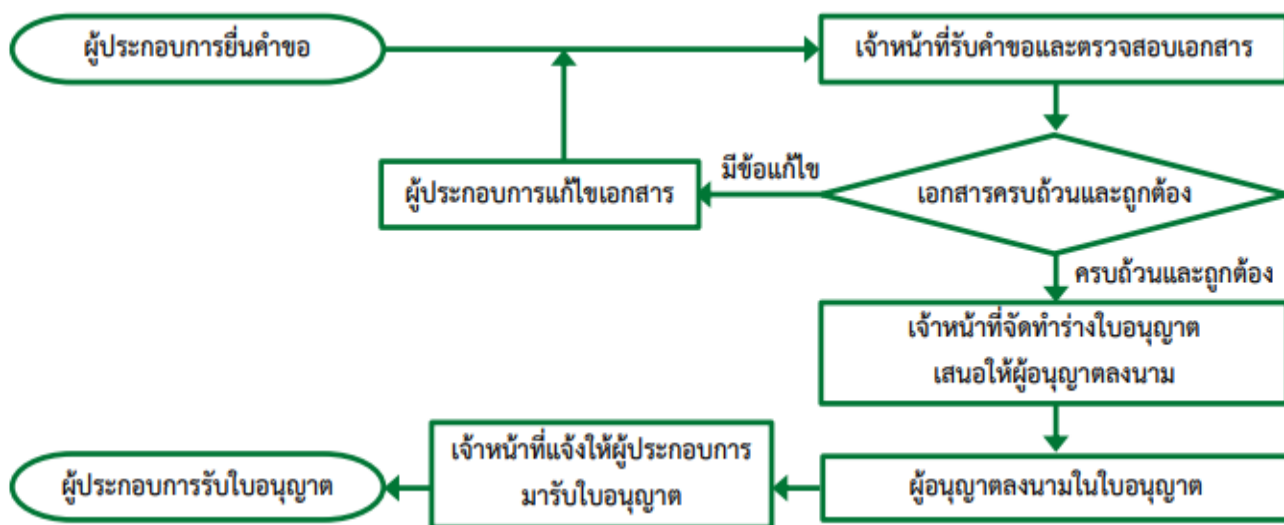 ผู้ประกอบการยื่นคำขอ
เจ้าหน้าที่รับคำขอและตรวจสอบเอกสาร
มีข้อแก้ไข
ผู้ประกอบการแก้ไขเอกสาร
เอกสารครบถ้วนและถูกต้อง
ครบถ้วนและถูกต้อง
เจ้าหน้าที่จัดทำร่างใบอนุญาต
เสนอให้ผู้อนุญาตลงนาม
ผู้อนุญาตลงนามในใบอนุญาต
เจ้าหน้าที่แจ้งให้ผู้ประกอบการ
มารับใบอนุญาต
ผู้ประกอบการรับใบอนุญาต